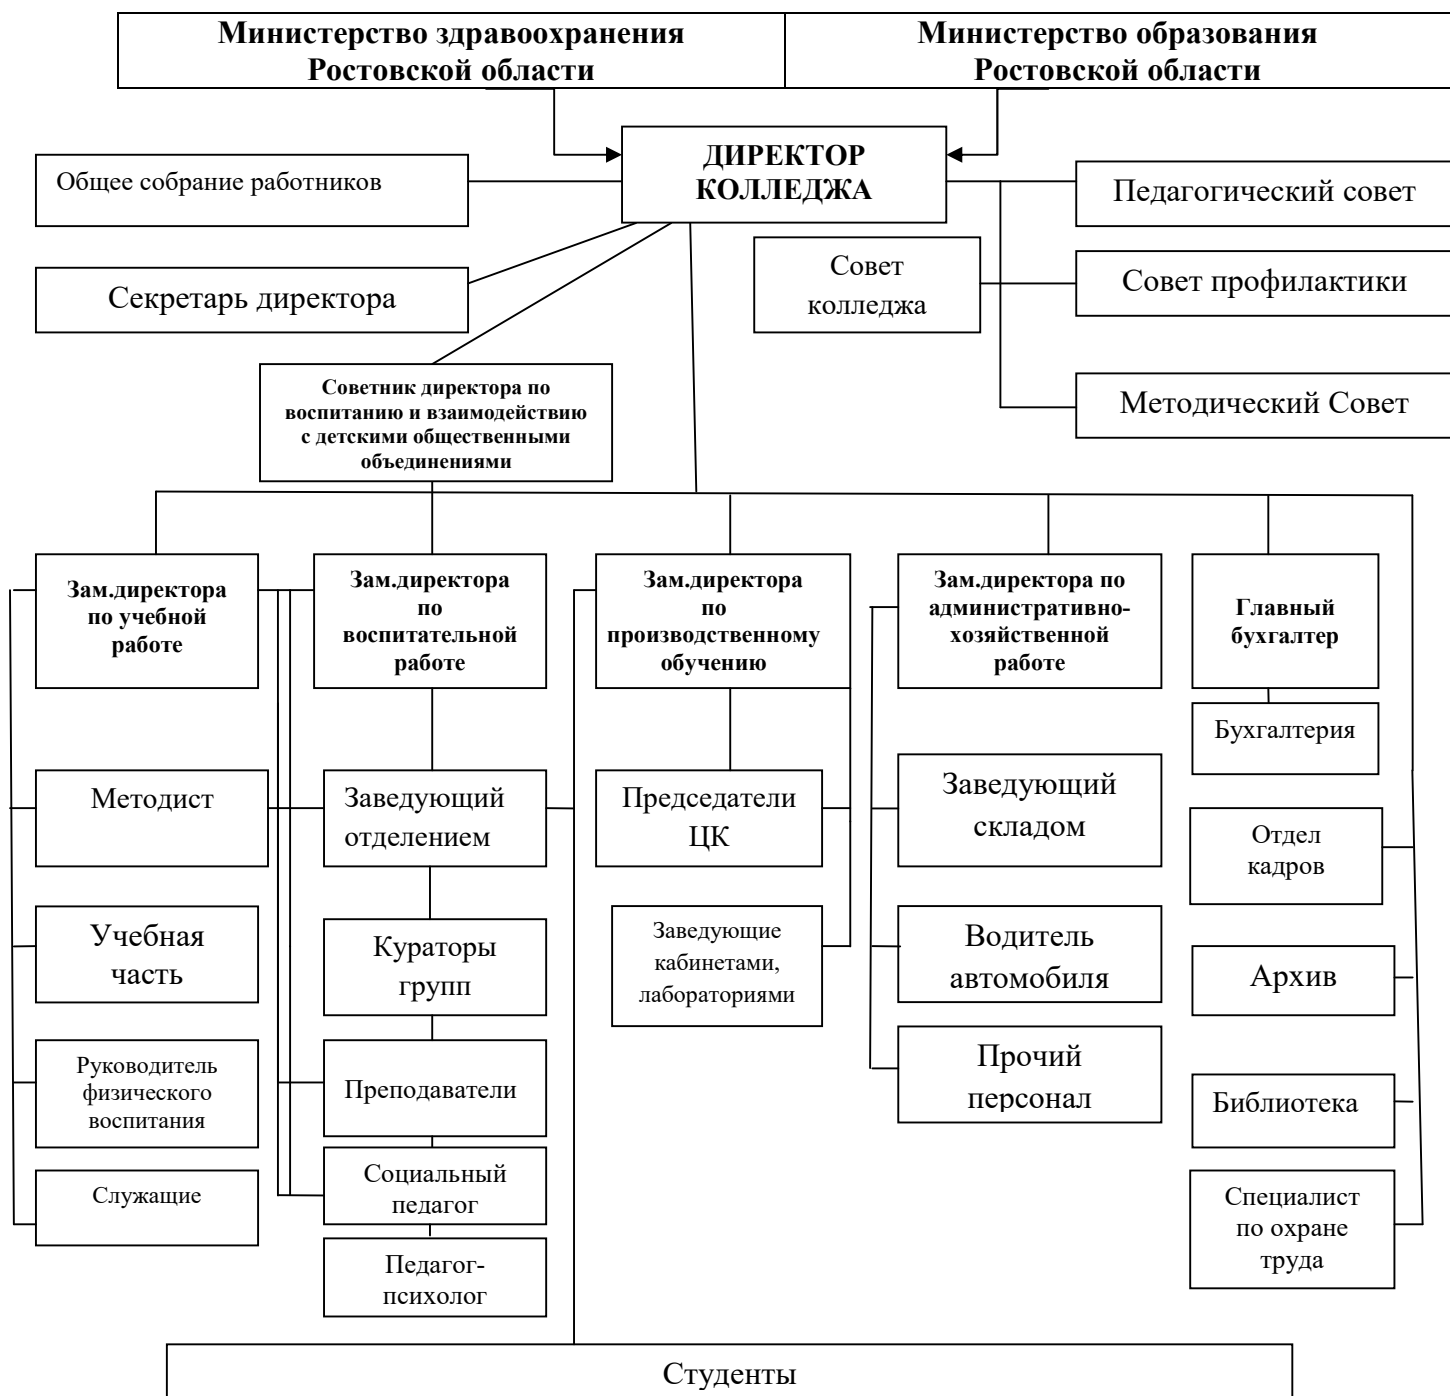 Министерство здравоохранения
Ростовской области
Министерство образования
Ростовской области
ДИРЕКТОР
КОЛЛЕДЖА
Общее собрание работников
Педагогический совет
Секретарь директора
Совет
колледжа
Совет профилактики
Методический Совет
Советник директора по
воспитанию и взаимодействию
с детскими общественными
объединениями
Зам.директора
по учебной
работе
Зам.директора
по
воспитательной
работе
Зам.директора
по
производственному
обучению
Зам.директора по
административно-
хозяйственной
работе
Главный
бухгалтер
Бухгалтерия
Методист
Заведующий
отделением
Председатели
ЦК
Заведующий
складом
Отдел
кадров
Учебная
часть
Кураторы
групп
Заведующие
кабинетами,
лабораториями
Водитель
автомобиля
Архив
Руководитель
физического
воспитания
Преподаватели
Прочий
персонал
Библиотека
Служащие
Социальный
педагог
Специалист
по охране
труда
Педагог-
психолог
Студенты